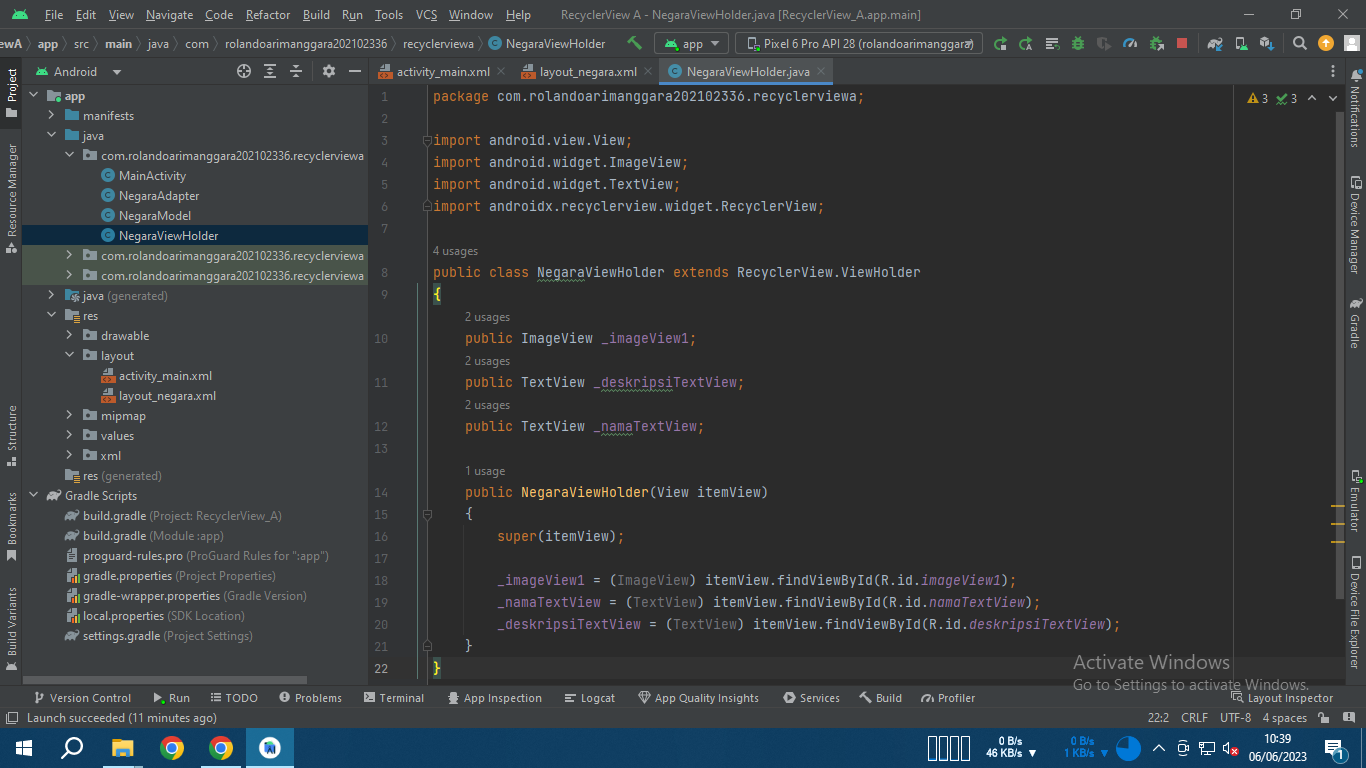 File Edit View Navigate Code Refactor Build Run Tools VCS Window Help RecyclerView A - NegaraViewHolder.java [RecyclerView_A.app.main]
ewA app src main java com rolandoarimanggara202102336 recyclerviewa NegaraViewHolder app Pixel 6 Pro API 28 (rolandoarimanggara)
Android
activity_main.xml layout_negara.xml NegaraViewHolder.java
Project
Resource Manager
Structure
Bookmarks
Build Variants
app
manifests
java
com.rolandoarimanggara202102336.recyclerviewa
MainActivity
NegaraAdapter
NegaraModel
NegaraViewHolder
com.rolandoarimanggara202102336.recyclerviewa
com.rolandoarimanggara202102336.recyclerviewa
java (generated)
res
drawable
layout
activity_main.xml
layout_negara.xml
mipmap
values
xml
res (generated)
Gradle Scripts
build.gradle (Project: RecyclerView_A)
build.gradle (Module :app)
proguard-rules.pro (ProGuard Rules for ":app")
gradle.properties (Project Properties)
gradle-wrapper.properties (Gradle Version)
local.properties (SDK Location)
settings.gradle (Project Settings)
1 package com.rolandoarimanggara202102336.recyclerviewa;
2
3 import android.view.View;
4 import android.widget.ImageView;
5 import android.widget.TextView;
6 import androidx.recyclerview.widget.RecyclerView;
7
4 usages
8 public class NegaraViewHolder extends RecyclerView.ViewHolder
9 {
2 usages
10 public ImageView _imageView1;
2 usages
11 public TextView _deskripsiTextView;
2 usages
12 public TextView _namaTextView;
13
1 usage
14 public NegaraViewHolder(View itemView)
15 {
16 super(itemView);
17
18 _imageView1 = (ImageView) itemView.findViewById(R.id.imageView1);
19 _namaTextView = (TextView) itemView.findViewById(R.id.namaTextView);
20 _deskripsiTextView = (TextView) itemView.findViewById(R.id.deskripsiTextView);
21 }
22 }
3 3
Notifications
Device Manager
Gradle
Emulator
Device File Explorer
Activate Windows
Go to Settings to activate Windows.
Version Control Run TODO Problems Terminal App Inspection Logcat App Quality Insights Services Build Profiler Layout Inspector
Launch succeeded (11 minutes ago) 22:2 CRLF UTF-8 4 spaces
0 B/s 0 B/s 10:39
46 KB/s 1 KB/s 06/06/2023 1